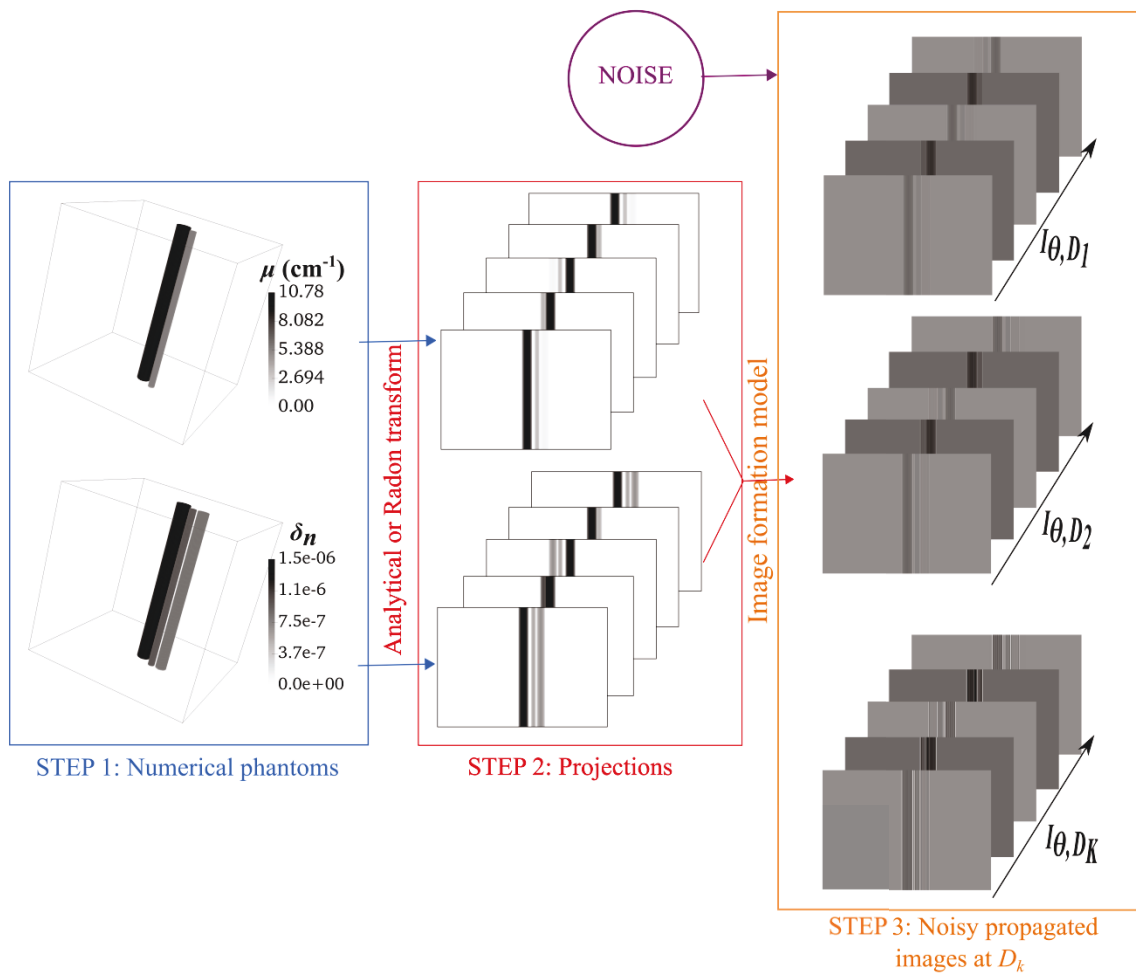 NOISE
μ (cm⁻¹)
10.78
8.082
5.388
2.694
0.00
δn
1.5e-06
1.1e-6
7.5e-7
3.7e-7
0.0e+00
STEP 1: Numerical phantoms
Analytical or Radon transform
STEP 2: Projections
Image formation model
Iθ,D1
Iθ,D2
Iθ,DK
STEP 3: Noisy propagated
images at Dk